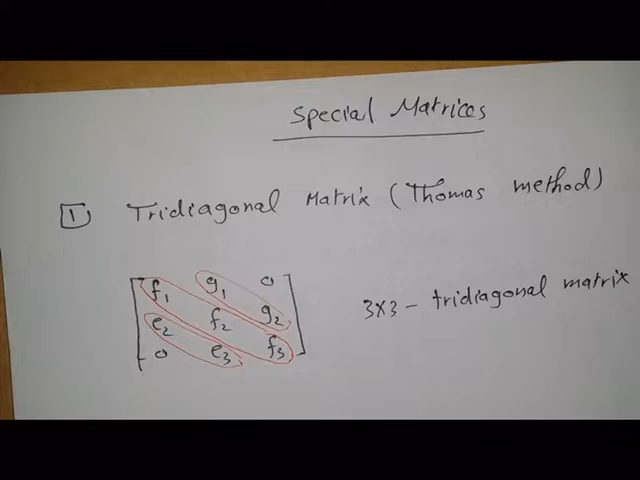 Special Matrices
1 Tridiagonal Matrix (Thomas method)
f1 g1 0
e2 f2 g2
0 e3 f3
3x3 - tridiagonal matrix